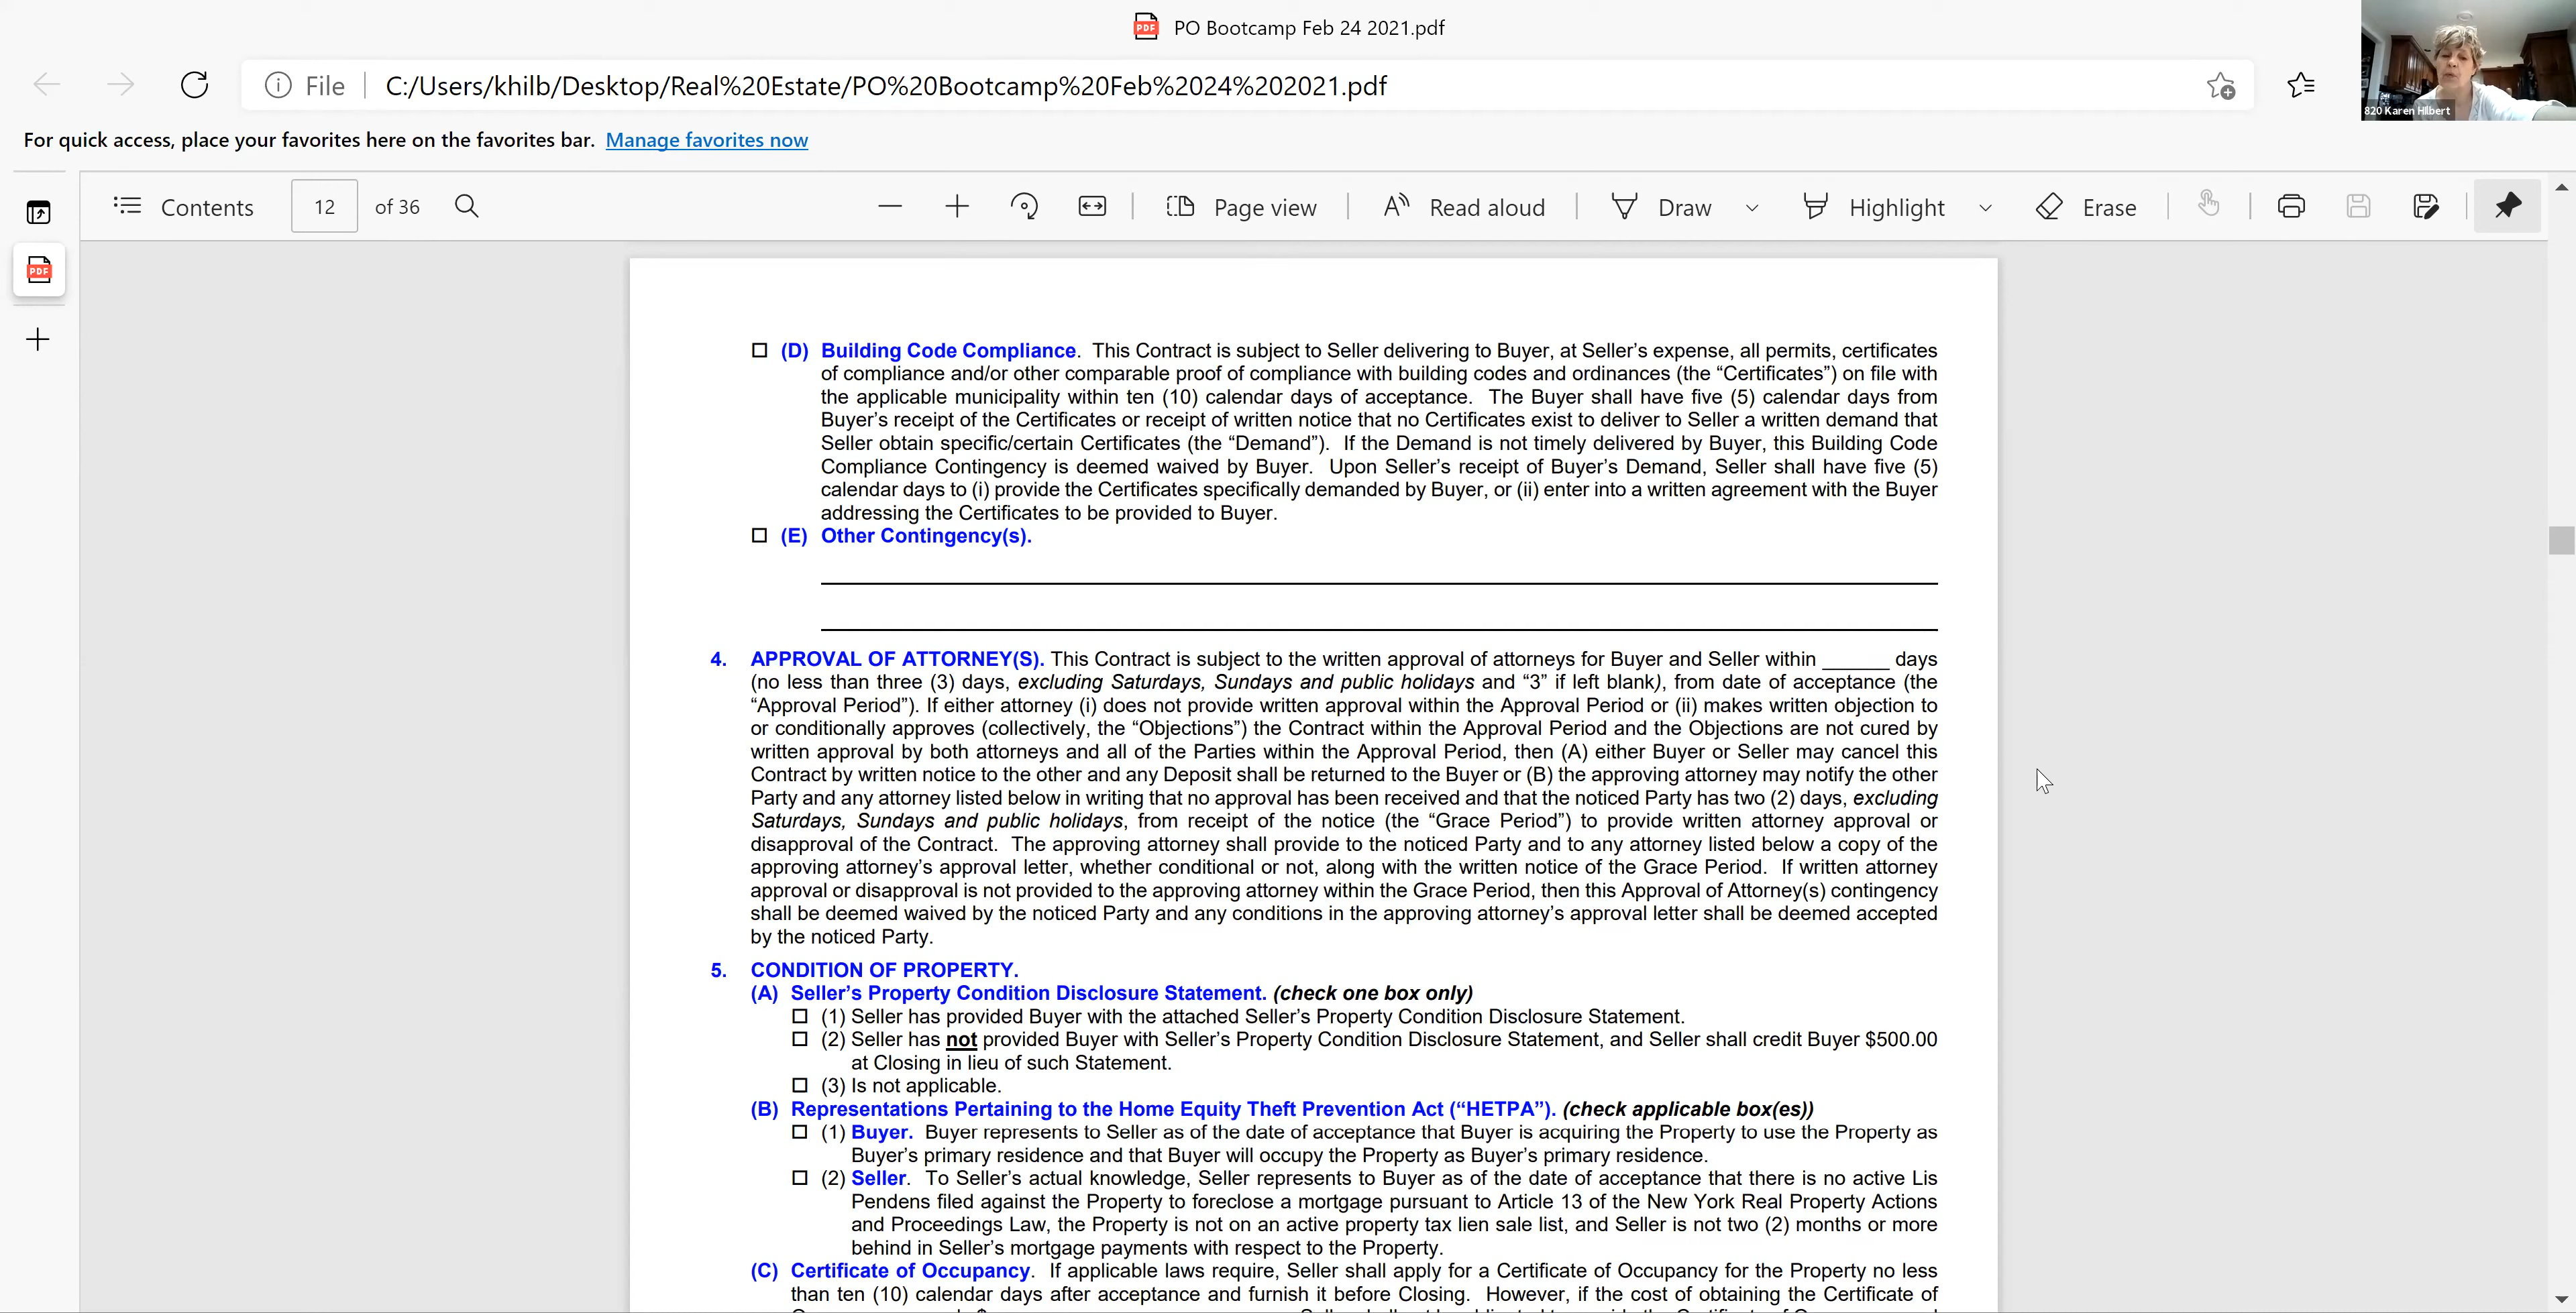 PO Bootcamp Feb 24 2021.pdf
File
C:/Users/khilb/Desktop/Real%20Estate/PO%20Bootcamp%20Feb%2024%202021.pdf
820 Karen Hilbert
For quick access, place your favorites here on the favorites bar. Manage favorites now
Contents 12 of 36 Page view Read aloud Draw Highlight Erase
PDF
☐ (D) Building Code Compliance. This Contract is subject to Seller delivering to Buyer, at Seller’s expense, all permits, certificates
of compliance and/or other comparable proof of compliance with building codes and ordinances (the “Certificates”) on file with
the applicable municipality within ten (10) calendar days of acceptance. The Buyer shall have five (5) calendar days from
Buyer’s receipt of the Certificates or receipt of written notice that no Certificates exist to deliver to Seller a written demand that
Seller obtain specific/certain Certificates (the “Demand”). If the Demand is not timely delivered by Buyer, this Building Code
Compliance Contingency is deemed waived by Buyer. Upon Seller’s receipt of Buyer’s Demand, Seller shall have five (5)
calendar days to (i) provide the Certificates specifically demanded by Buyer, or (ii) enter into a written agreement with the Buyer
addressing the Certificates to be provided to Buyer.
☐ (E) Other Contingency(s).
4. APPROVAL OF ATTORNEY(S). This Contract is subject to the written approval of attorneys for Buyer and Seller within ______ days
(no less than three (3) days, excluding Saturdays, Sundays and public holidays and “3” if left blank), from date of acceptance (the
“Approval Period”). If either attorney (i) does not provide written approval within the Approval Period or (ii) makes written objection to
or conditionally approves (collectively, the “Objections”) the Contract within the Approval Period and the Objections are not cured by
written approval by both attorneys and all of the Parties within the Approval Period, then (A) either Buyer or Seller may cancel this
Contract by written notice to the other and any Deposit shall be returned to the Buyer or (B) the approving attorney may notify the other
Party and any attorney listed below in writing that no approval has been received and that the noticed Party has two (2) days, excluding
Saturdays, Sundays and public holidays, from receipt of the notice (the “Grace Period”) to provide written attorney approval or
disapproval of the Contract. The approving attorney shall provide to the noticed Party and to any attorney listed below a copy of the
approving attorney’s approval letter, whether conditional or not, along with the written notice of the Grace Period. If written attorney
approval or disapproval is not provided to the approving attorney within the Grace Period, then this Approval of Attorney(s) contingency
shall be deemed waived by the noticed Party and any conditions in the approving attorney’s approval letter shall be deemed accepted
by the noticed Party.
5. CONDITION OF PROPERTY.
(A) Seller’s Property Condition Disclosure Statement. (check one box only)
☐ (1) Seller has provided Buyer with the attached Seller’s Property Condition Disclosure Statement.
☐ (2) Seller has not provided Buyer with Seller’s Property Condition Disclosure Statement, and Seller shall credit Buyer $500.00
at Closing in lieu of such Statement.
☐ (3) Is not applicable.
(B) Representations Pertaining to the Home Equity Theft Prevention Act (“HETPA”). (check applicable box(es))
☐ (1) Buyer. Buyer represents to Seller as of the date of acceptance that Buyer is acquiring the Property to use the Property as
Buyer’s primary residence and that Buyer will occupy the Property as Buyer’s primary residence.
☐ (2) Seller. To Seller’s actual knowledge, Seller represents to Buyer as of the date of acceptance that there is no active Lis
Pendens filed against the Property to foreclose a mortgage pursuant to Article 13 of the New York Real Property Actions
and Proceedings Law, the Property is not on an active property tax lien sale list, and Seller is not two (2) months or more
behind in Seller’s mortgage payments with respect to the Property.
(C) Certificate of Occupancy. If applicable laws require, Seller shall apply for a Certificate of Occupancy for the Property no less
than ten (10) calendar days after acceptance and furnish it before Closing. However, if the cost of obtaining the Certificate of